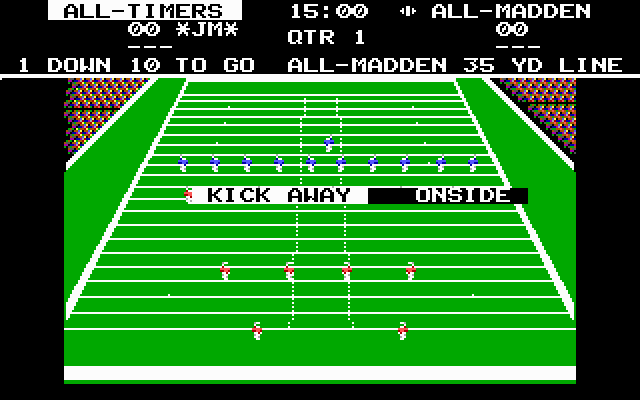 ALL-TIMERS 15:00 ALL-MADDEN
00 *JM* QTR 1 00
--- ---
1 DOWN 10 TO GO ALL-MADDEN 35 YD LINE
KICK AWAY ONSIDE